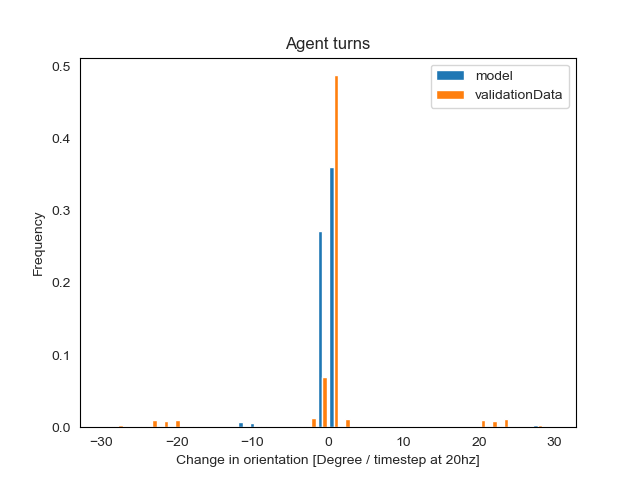 Agent turns
model
validationData
0.5
0.4
0.3
0.2
0.1
0.0
Frequency
−30 −20 −10 0 10 20 30
Change in orientation [Degree / timestep at 20hz]